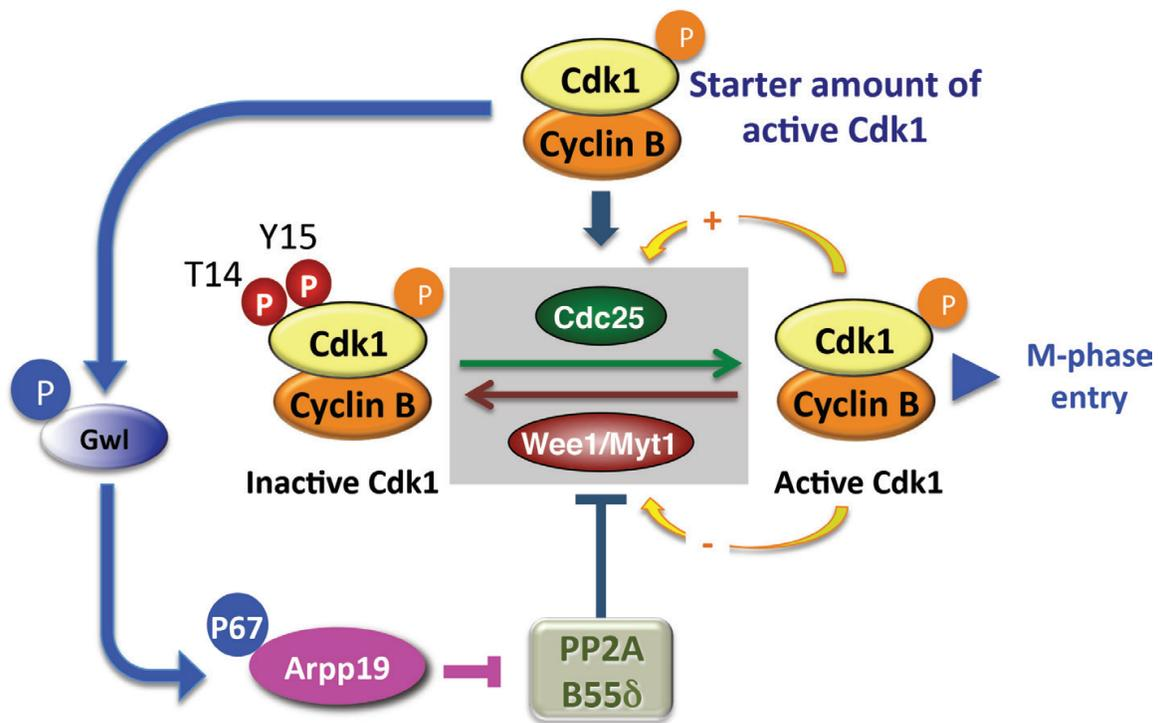 P
Cdk1
Cyclin B
Starter amount of
active Cdk1
+
Y15
T14
P
P
P
Cdk1
Cyclin B
Inactive Cdk1
Cdc25
Wee1/Myt1
P
Cdk1
Cyclin B
Active Cdk1
M-phase
entry
P
Gwl
-
P67
Arpp19
PP2A
B55δ